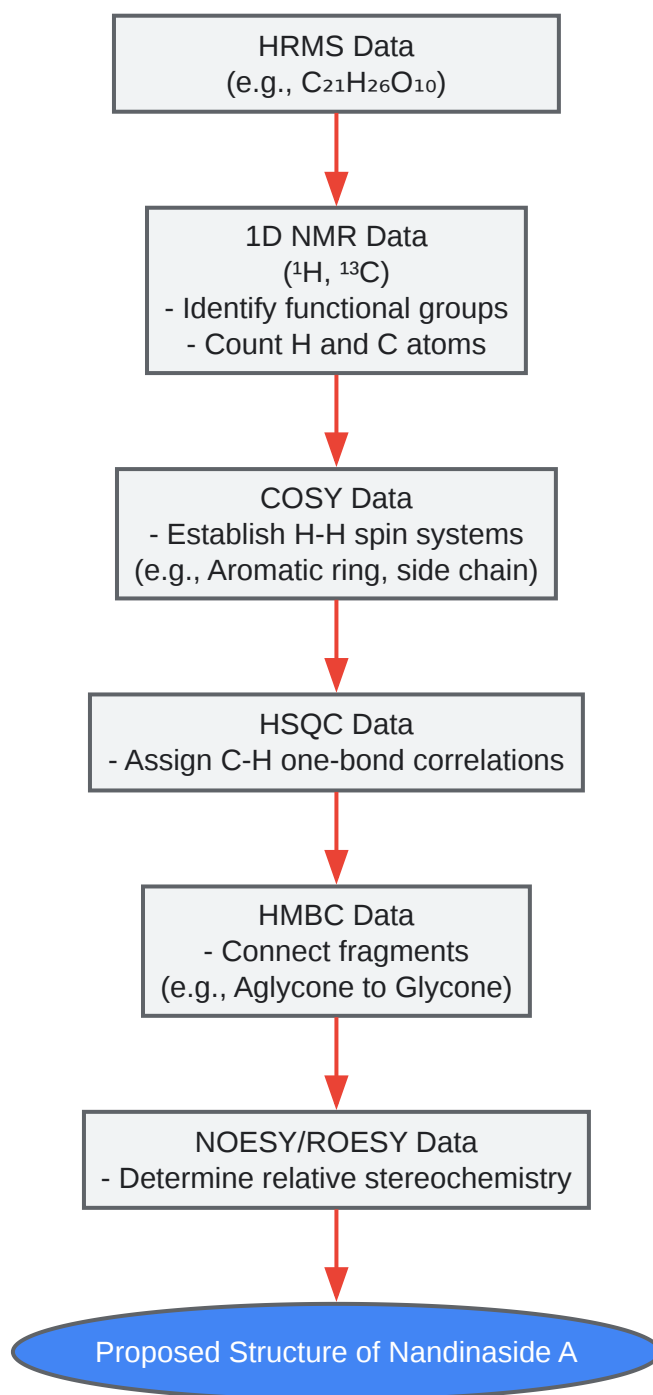 HRMS Data
(e.g., C₂₁H₂₆O₁₀)
1D NMR Data
(¹H, ¹³C)
- Identify functional groups
- Count H and C atoms
COSY Data
- Establish H-H spin systems
(e.g., Aromatic ring, side chain)
HSQC Data
- Assign C-H one-bond correlations
HMBC Data
- Connect fragments
(e.g., Aglycone to Glycone)
NOESY/ROESY Data
- Determine relative stereochemistry
Proposed Structure of Nandinaside A